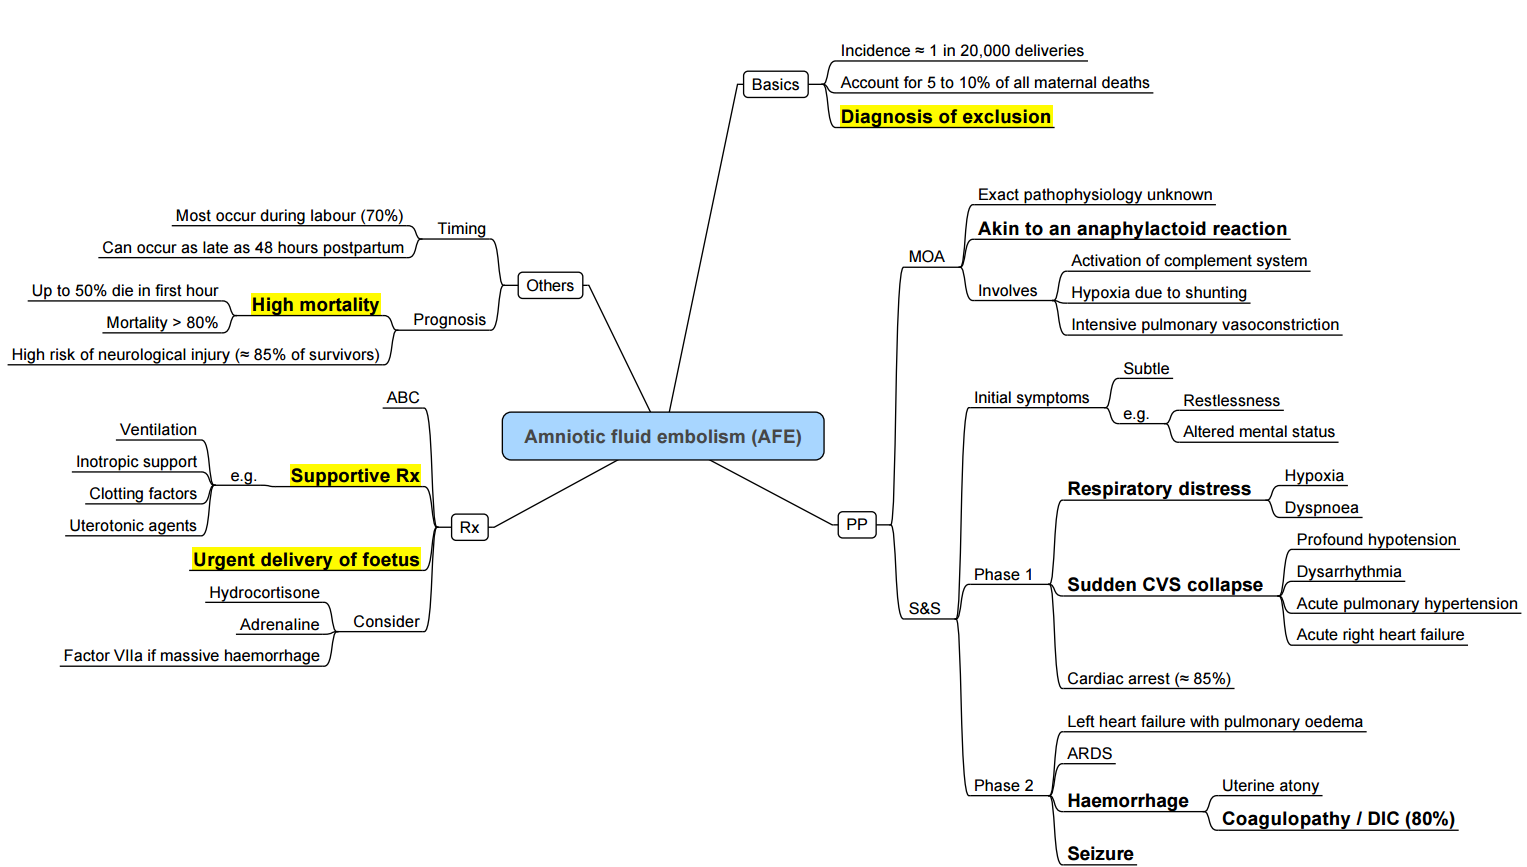 Amniotic fluid embolism (AFE)
Basics
Incidence ≈ 1 in 20,000 deliveries
Account for 5 to 10% of all maternal deaths
Diagnosis of exclusion
PP
MOA
Exact pathophysiology unknown
Akin to an anaphylactoid reaction
Involves
Activation of complement system
Hypoxia due to shunting
Intensive pulmonary vasoconstriction
S&S
Initial symptoms
Subtle
e.g.
Restlessness
Altered mental status
Phase 1
Respiratory distress
Hypoxia
Dyspnoea
Sudden CVS collapse
Profound hypotension
Dysarrhythmia
Acute pulmonary hypertension
Acute right heart failure
Cardiac arrest (≈ 85%)
Phase 2
Left heart failure with pulmonary oedema
ARDS
Haemorrhage
Uterine atony
Coagulopathy / DIC (80%)
Seizure
Rx
ABC
Supportive Rx
e.g.
Ventilation
Inotropic support
Clotting factors
Uterotonic agents
Urgent delivery of foetus
Consider
Hydrocortisone
Adrenaline
Factor VIIa if massive haemorrhage
Others
Timing
Most occur during labour (70%)
Can occur as late as 48 hours postpartum
Prognosis
High mortality
Up to 50% die in first hour
Mortality > 80%
High risk of neurological injury (≈ 85% of survivors)